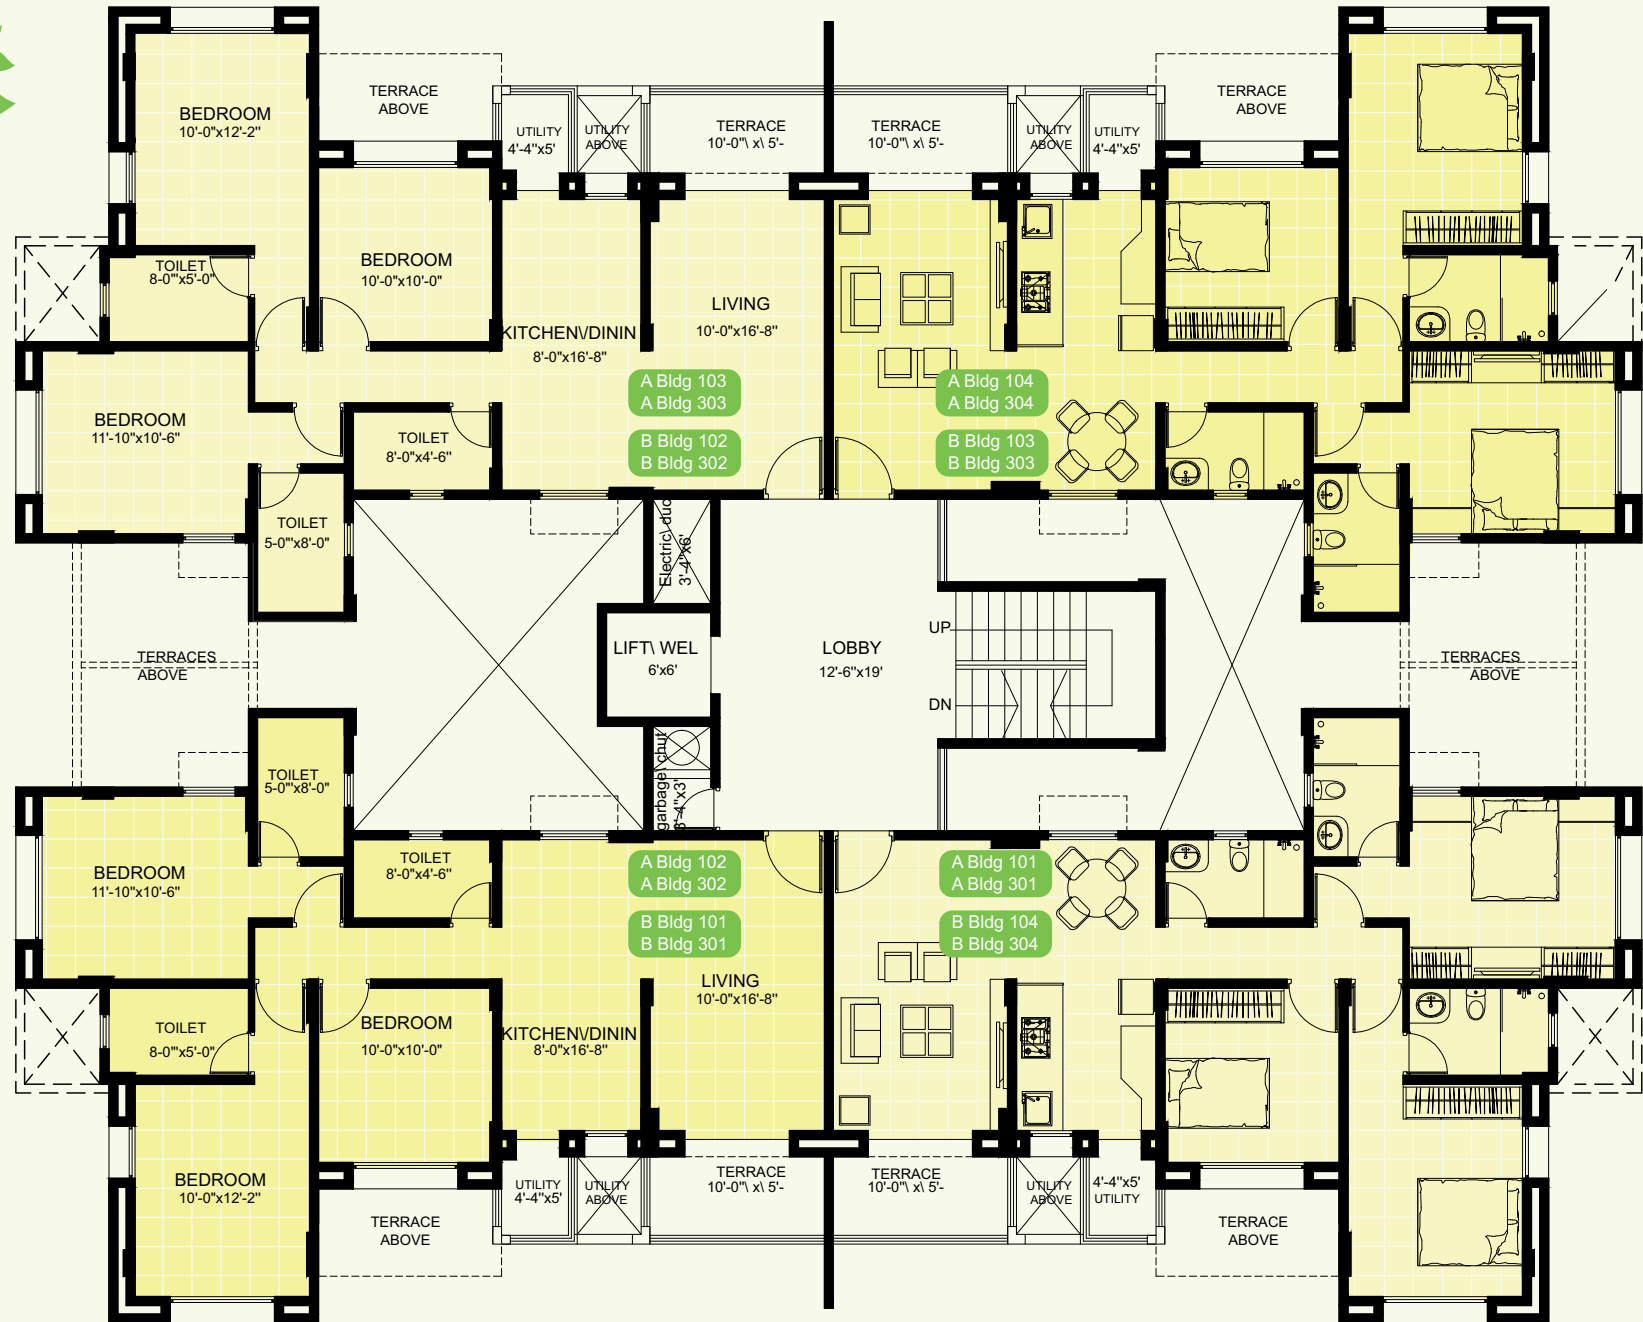 BEDROOM
10'-0"x12'-2"
TERRACE
ABOVE
UTILITY
4'-4"x5'
UTILITY
ABOVE
TERRACE
10'-0"\ x\ 5'-
TERRACE
10'-0"\ x\ 5'-
UTILITY
ABOVE
UTILITY
4'-4"x5'
TERRACE
ABOVE
TOILET
8-0'"x5'-0"
BEDROOM
10'-0"x10'-0"
KITCHEN\/DININ
8'-0"x16'-8"
LIVING
10'-0"x16'-8"
A Bldg 103
A Bldg 303
B Bldg 102
B Bldg 302
A Bldg 104
A Bldg 304
B Bldg 103
B Bldg 303
BEDROOM
11'-10"x10'-6"
TOILET
8'-0"x4'-6"
TOILET
5-0'"x8'-0"
Electric\ duc
3'-4"x6'
LIFT\ WEL
6'x6'
LOBBY
12'-6"x19'
UP
DN
TERRACES
ABOVE
TERRACES
ABOVE
garbage\ chut
3'-4"x3'
TOILET
5-0'"x8'-0"
BEDROOM
11'-10"x10'-6"
TOILET
8'-0"x4'-6"
A Bldg 102
A Bldg 302
B Bldg 101
B Bldg 301
A Bldg 101
A Bldg 301
B Bldg 104
B Bldg 304
LIVING
10'-0"x16'-8"
TOILET
8-0'"x5'-0"
BEDROOM
10'-0"x10'-0"
KITCHEN\/DININ
8'-0"x16'-8"
BEDROOM
10'-0"x12'-2"
TERRACE
ABOVE
UTILITY
4'-4"x5'
UTILITY
ABOVE
TERRACE
10'-0"\ x\ 5'-
TERRACE
10'-0"\ x\ 5'-
UTILITY
ABOVE
4'-4"x5'
UTILITY
TERRACE
ABOVE